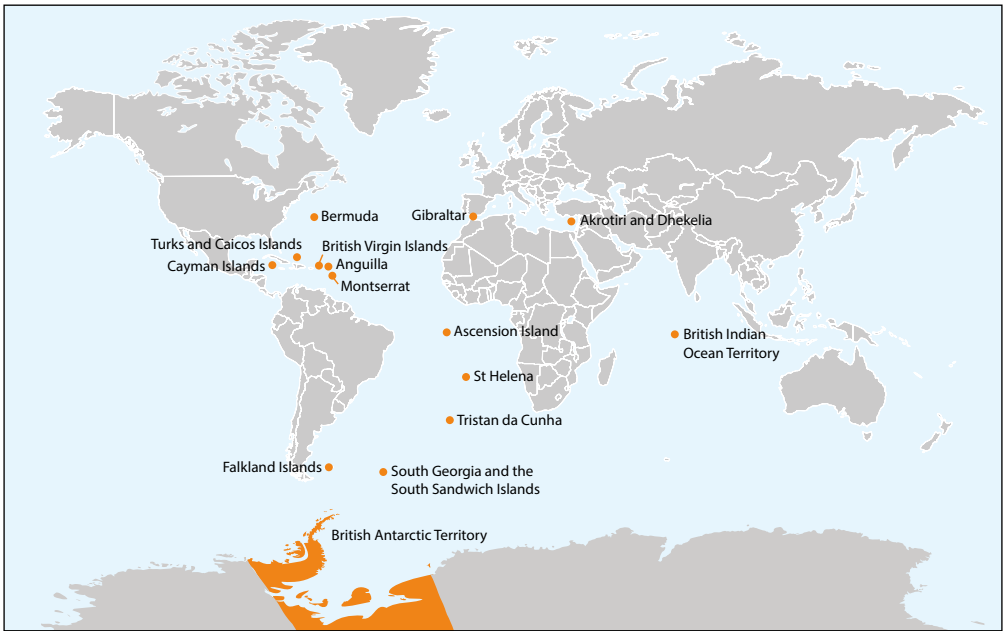 Bermuda
Gibraltar
Akrotiri and Dhekelia
Turks and Caicos Islands
British Virgin Islands
Cayman Islands
Anguilla
Montserrat
Ascension Island
British Indian
Ocean Territory
St Helena
Tristan da Cunha
Falkland Islands
South Georgia and the
South Sandwich Islands
British Antarctic Territory